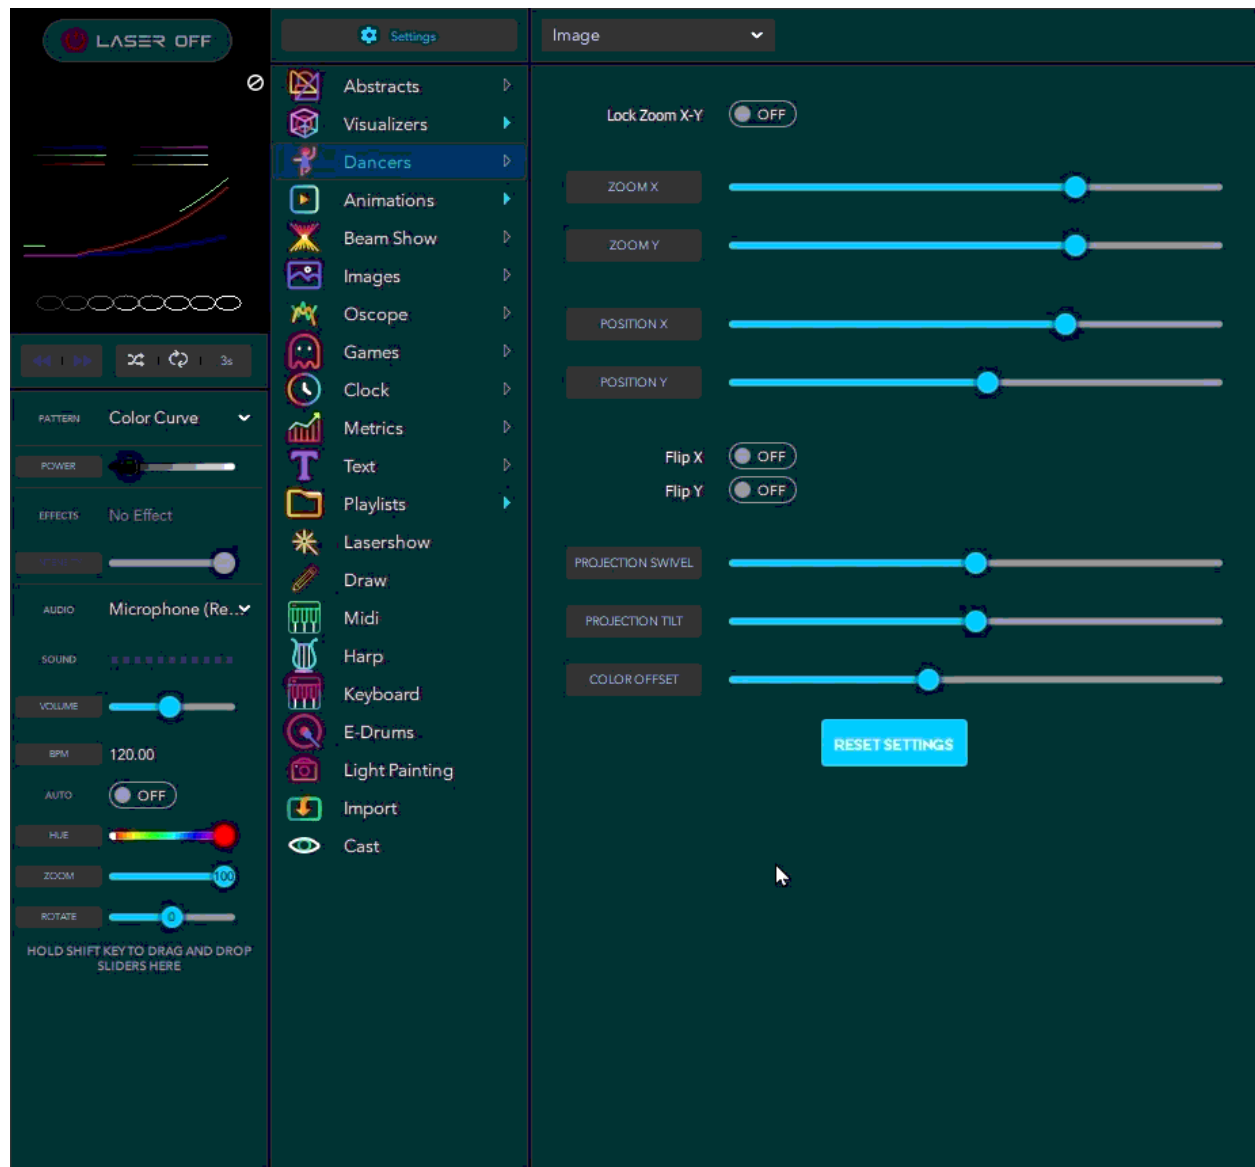 LASER OFF
Settings
Image
Abstracts
Visualizers
Dancers
Animations
Beam Show
Images
Oscope
Games
Clock
Metrics
Text
Playlists
Lasershow
Draw
Midi
Harp
Keyboard
E-Drums
Light Painting
Import
Cast
3s
PATTERN Color Curve
POWER
EFFECTS No Effect
AUDIO Microphone (Re...
SOUND
VOLUME
BPM 120.00
AUTO OFF
HUE
ZOOM 100
ROTATE 0
HOLD SHIFT KEY TO DRAG AND DROP
SLIDERS HERE
Lock Zoom X-Y OFF
ZOOM X
ZOOM Y
POSITION X
POSITION Y
Flip X OFF
Flip Y OFF
PROJECTION SWIVEL
PROJECTION TILT
COLOR OFFSET
RESET SETTINGS